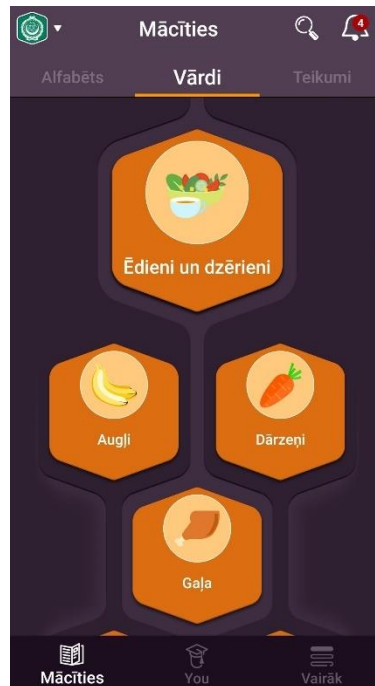 Mācīties
4
Alfabēts Vārdi Teikumi
Ēdieni un dzērieni
Augļi Dārzeņi
Gaļa
Mācīties You Vairāk